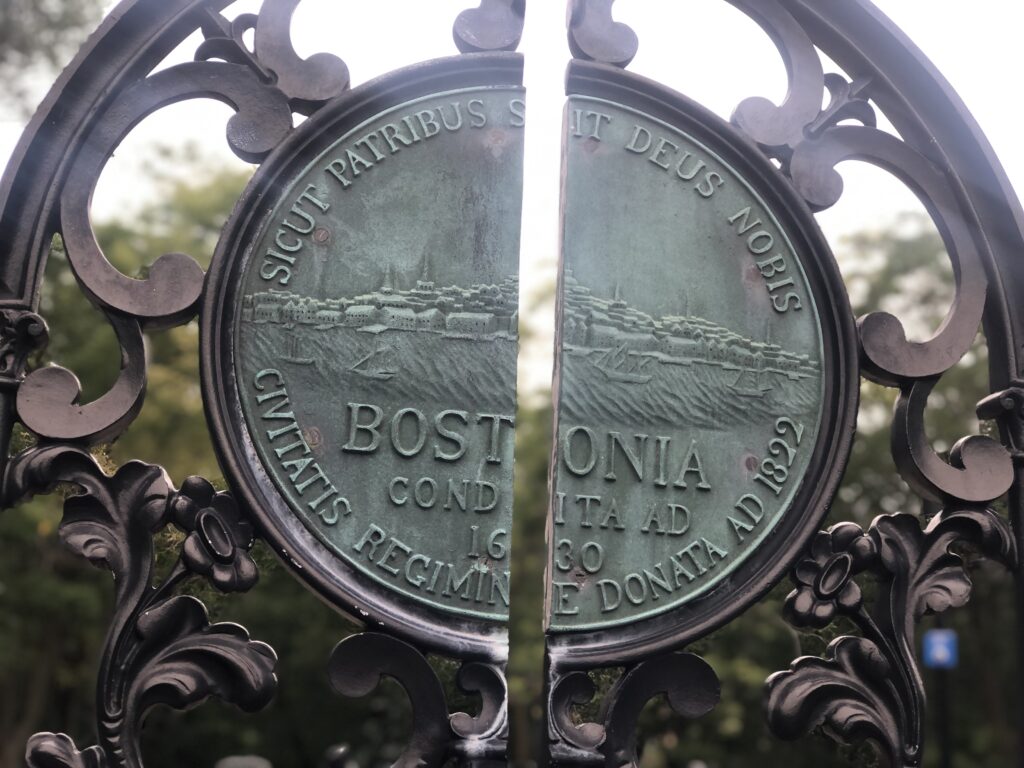 SICUT PATRIBUS SIT DEUS NOBIS
BOSTONIA
CONDITA AD
1630
CIVITATIS REGIMINE DONATA AD 1822